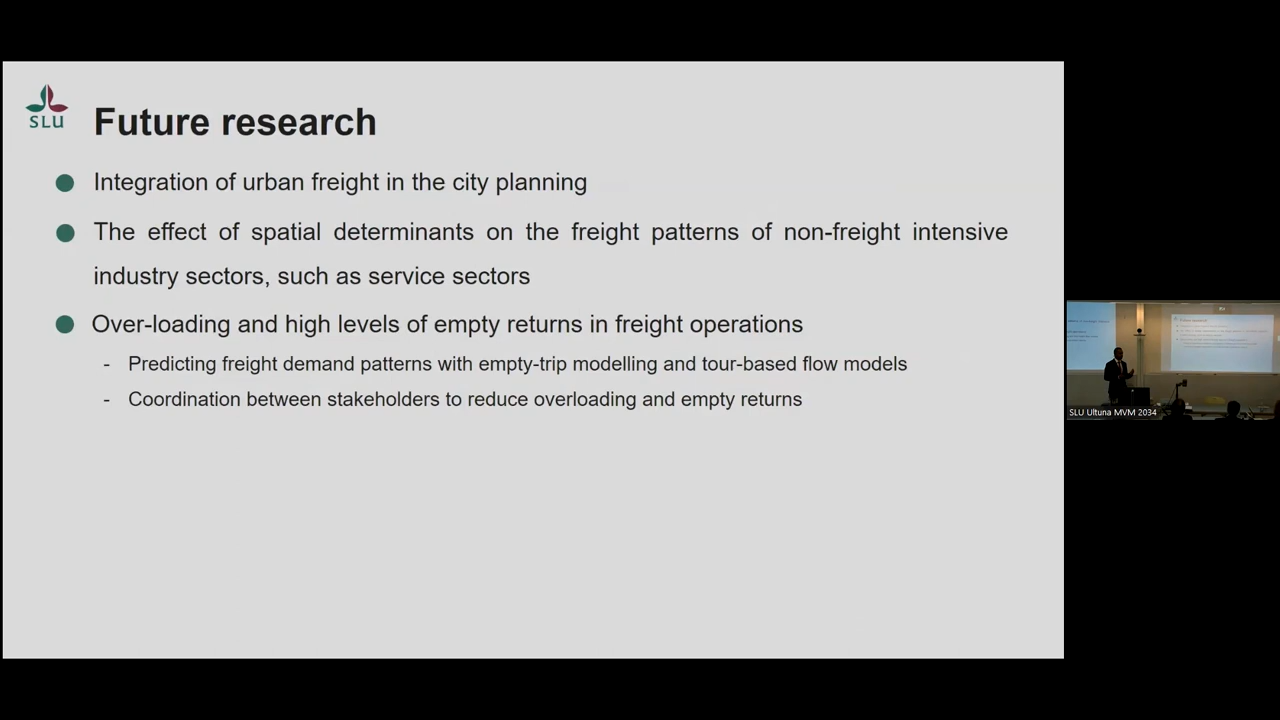 SLU
Future research
Integration of urban freight in the city planning
The effect of spatial determinants on the freight patterns of non-freight intensive
industry sectors, such as service sectors
Over-loading and high levels of empty returns in freight operations
- Predicting freight demand patterns with empty-trip modelling and tour-based flow models
- Coordination between stakeholders to reduce overloading and empty returns
SLU Ultuna MVM 2034